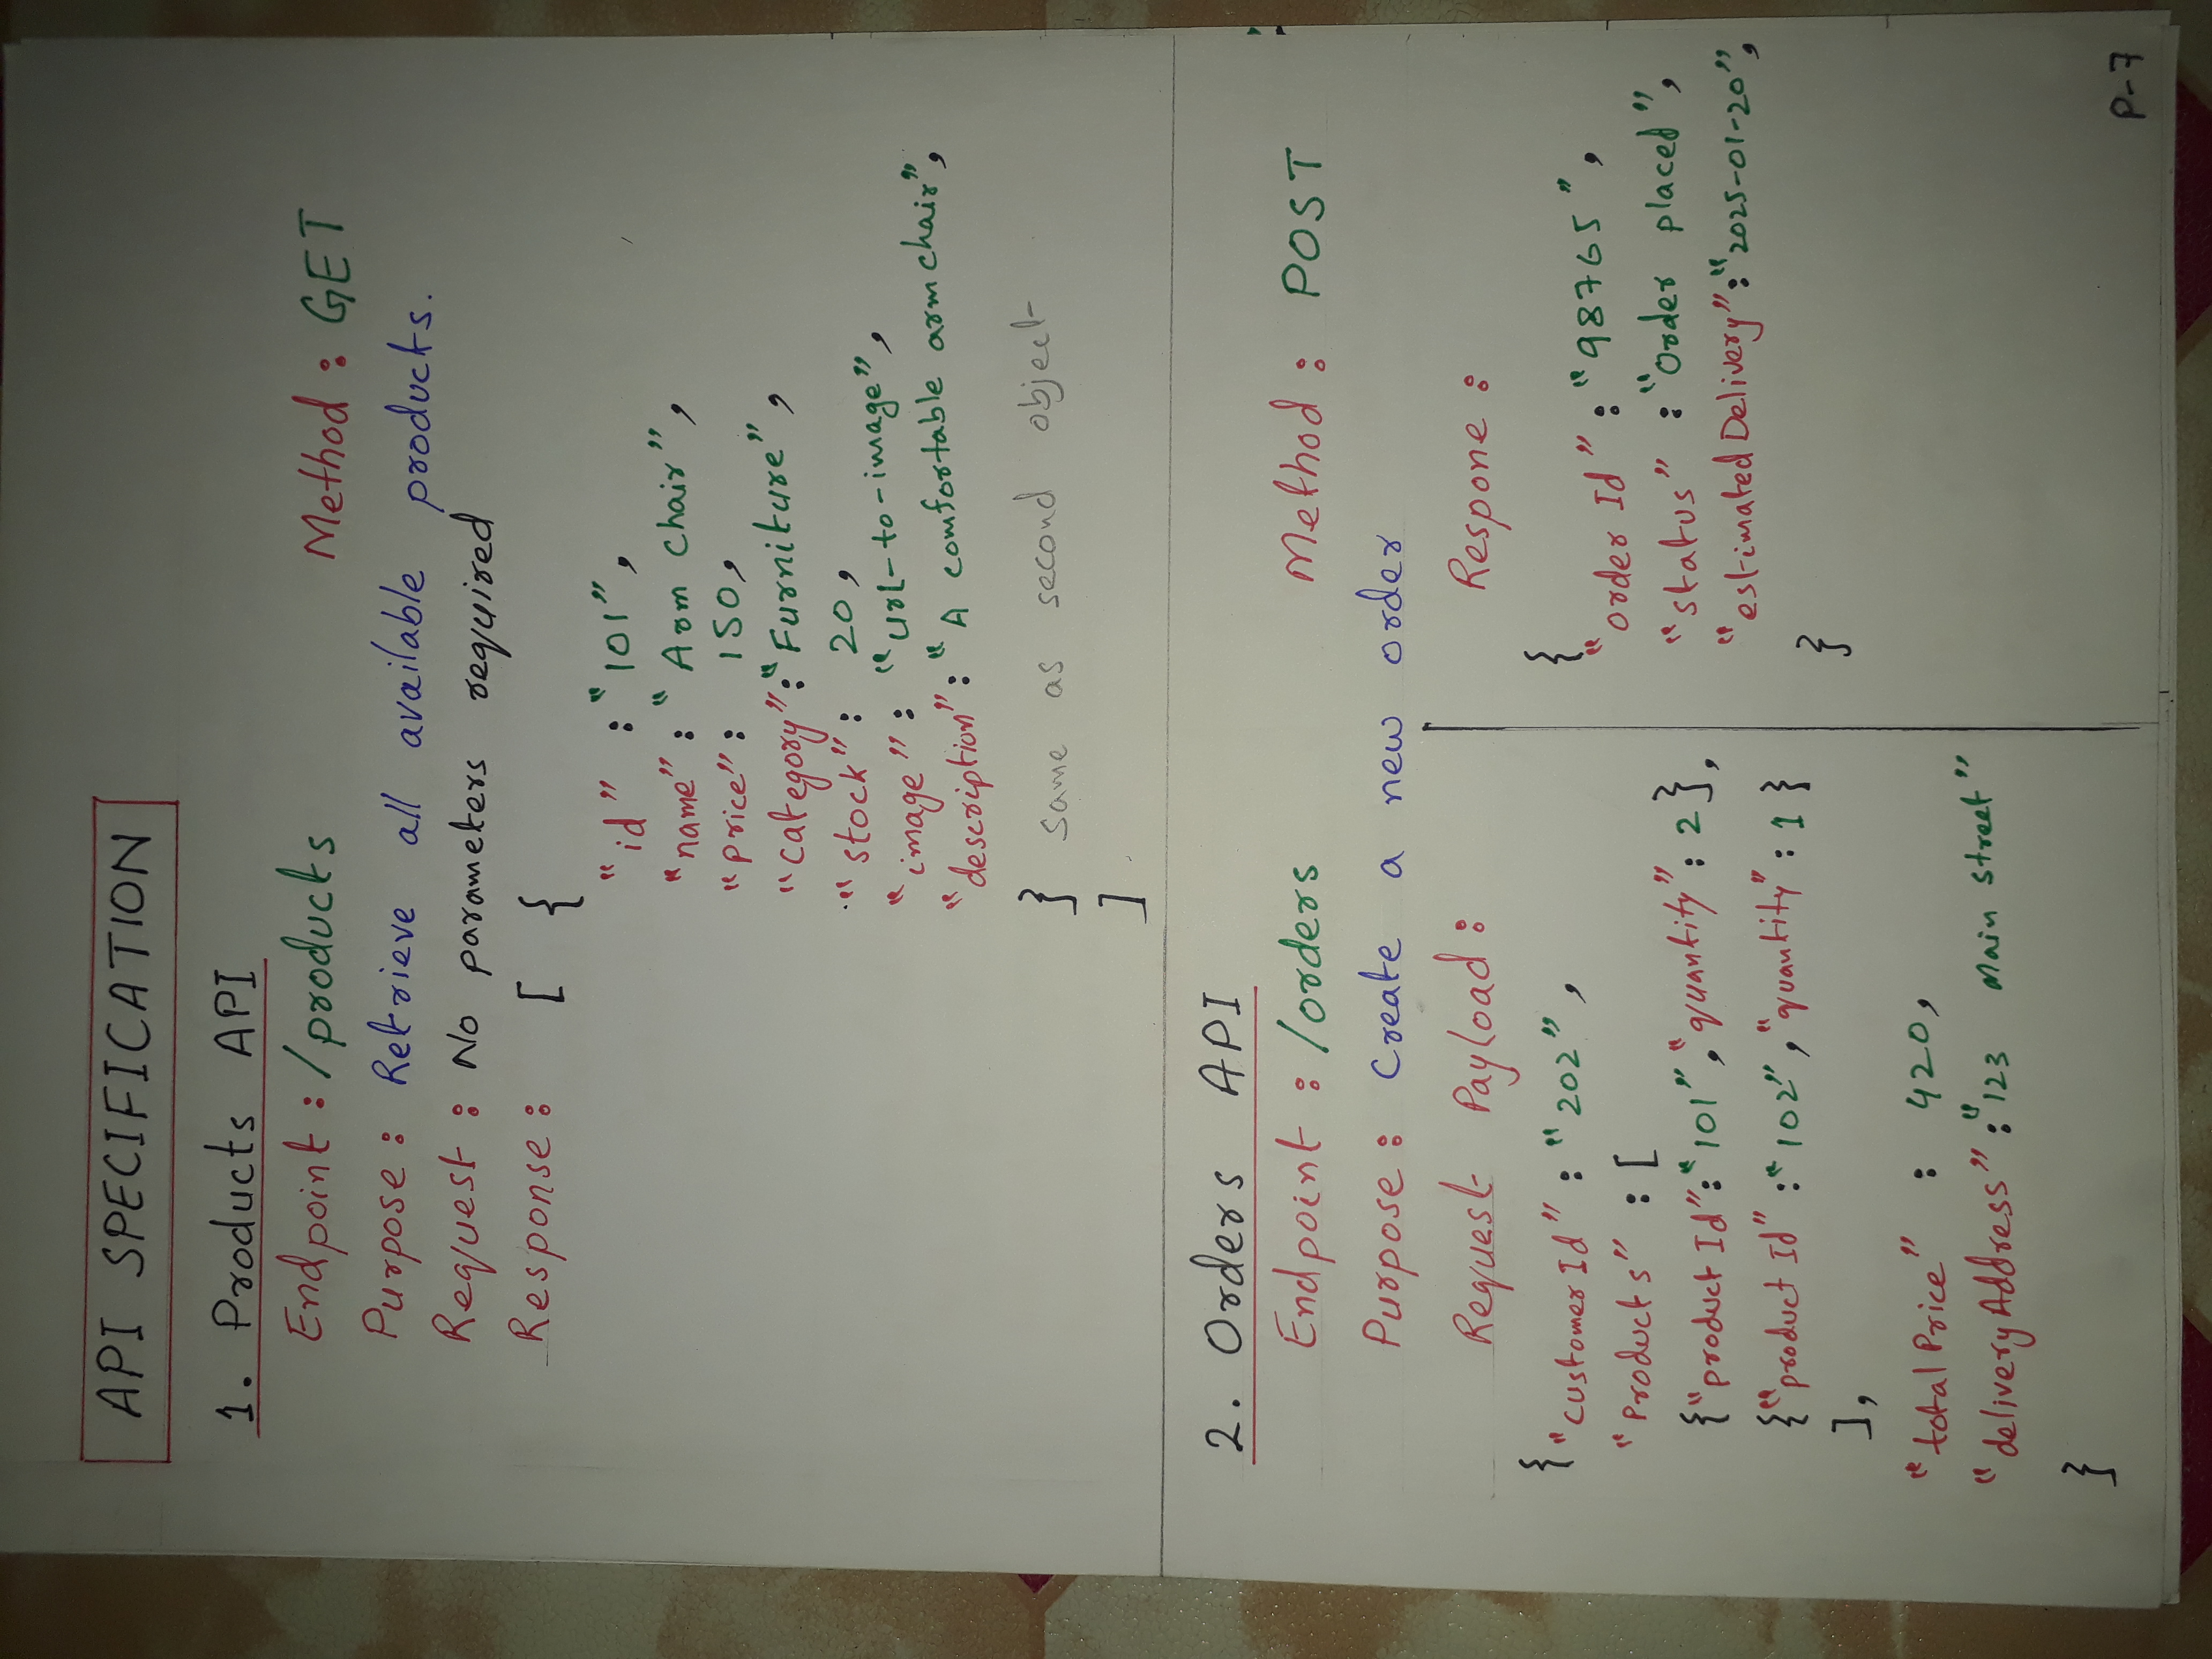 API SPECIFICATION
1. Products API
Endpoint : /products Method : GET
Purpose : Retrieve all available products.
Request : No parameters required
Response : [ {
"id" : "101",
"name" : "Arm Chair",
"price" : 150,
"category" : "Furniture",
"stock" : 20,
"image" : "url-to-image",
"description" : "A comfortable arm chair",
} same as second object
]
2. Orders API
Endpoint : /orders Method : POST
Purpose : Create a new order
Request Payload :
{ "customer Id" : "202",
"Products" : [
{"product Id" : "101", "quantity" : 2},
{"product Id" : "102", "quantity" : 1}
],
"total Price" : 420,
"delivery Address" : "123 Main Street"
}
Respone :
{
"order Id" : "98765",
"status" : "Order placed",
"estimated Delivery" : "2025-01-20",
}
P-7